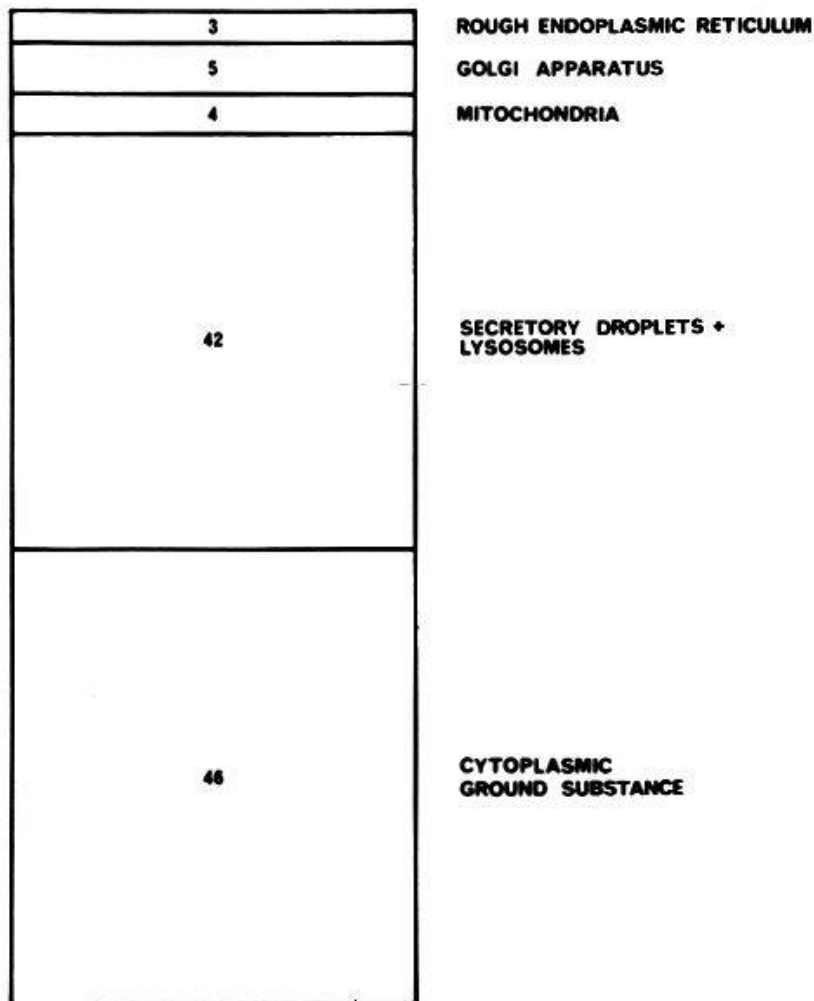 3 ROUGH ENDOPLASMIC RETICULUM
5 GOLGI APPARATUS
4 MITOCHONDRIA
42 SECRETORY DROPLETS +
LYSOSOMES
46 CYTOPLASMIC
GROUND SUBSTANCE